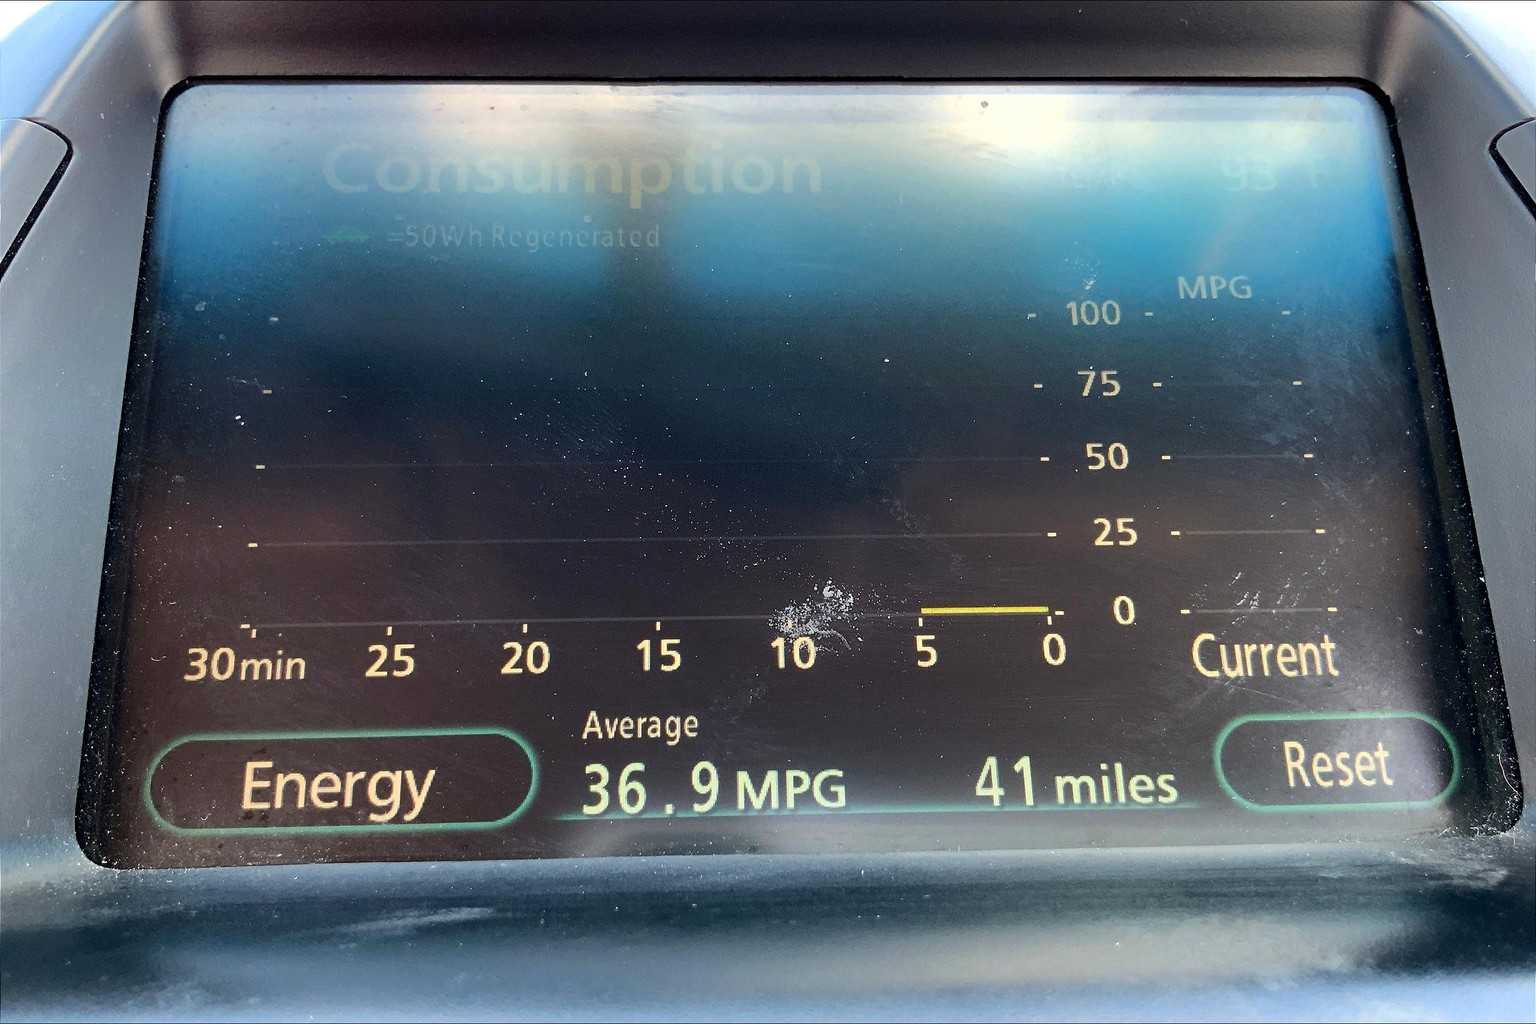 Consumption 93 F
=50Wh Regenerated
MPG
100
75
50
25
0
30min 25 20 15 10 5 0 Current
Average
Energy 36.9 MPG 41 miles Reset